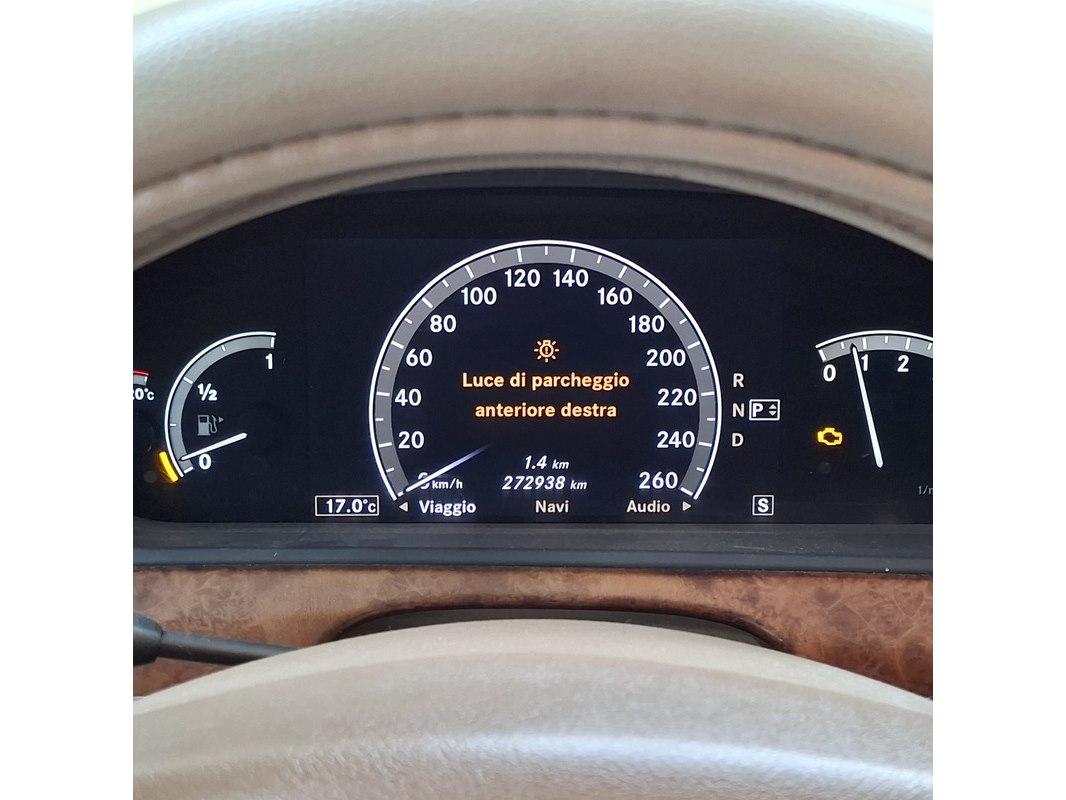 120 140
100 160
80 180
60 200
40 220
20 240
260
km/h
1
½
0
Luce di parcheggio
anteriore destra
1.4 km
272938 km
17.0°C
Viaggio Navi Audio
R
N P
D
S
0 1 2